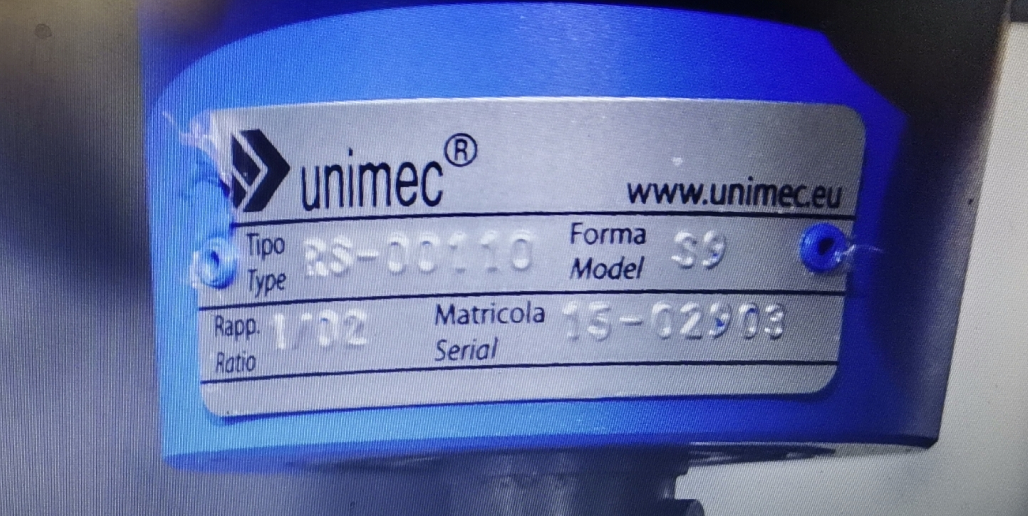 unimec®
www.unimec.eu
Tipo Type RS-00110 Forma Model S9
Rapp. Ratio 1/02 Matricola Serial 15-02903